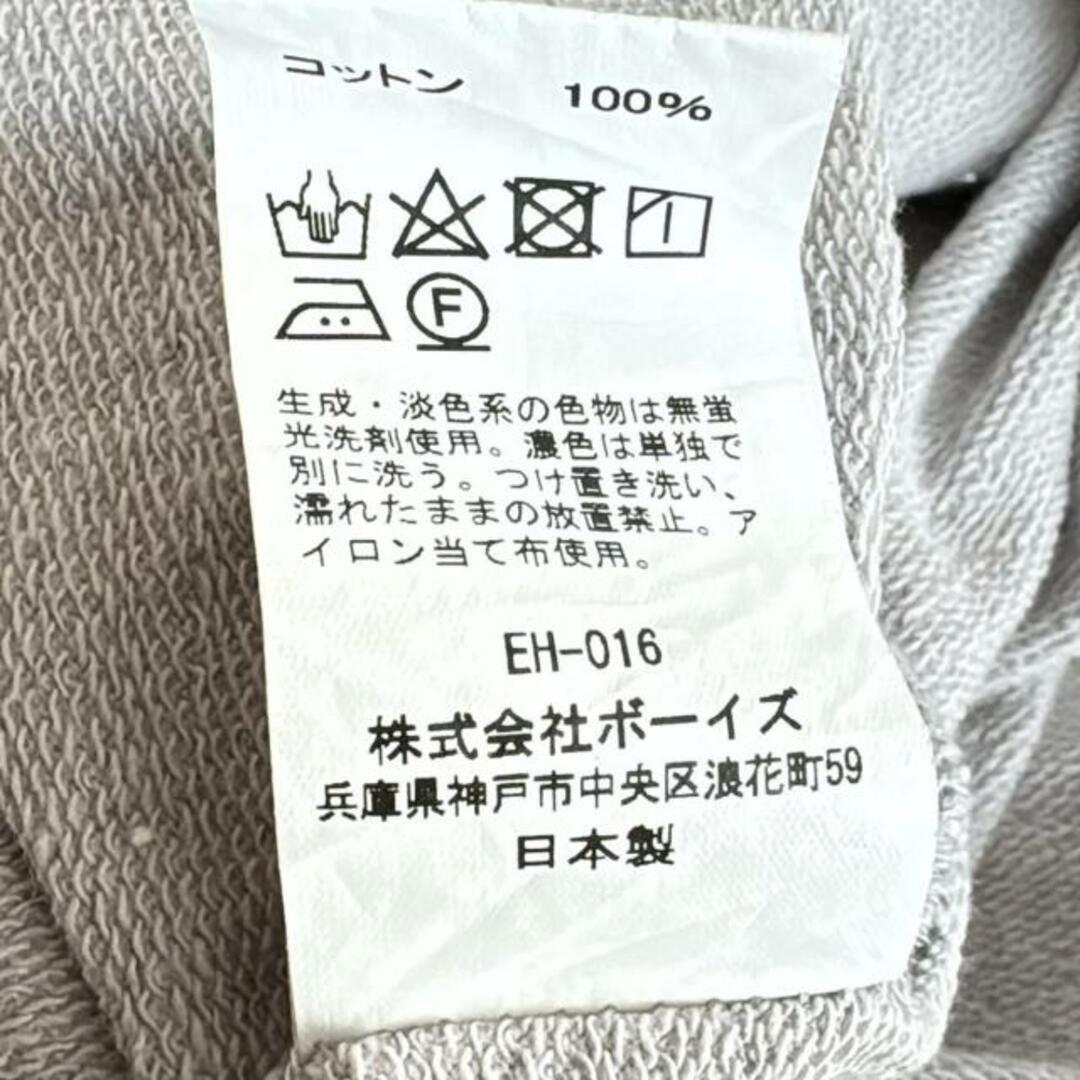 コットン 100%
F
生成・淡色系の色物は無蛍
光洗剤使用。濃色は単独で
別に洗う。つけ置き洗い、
濡れたままの放置禁止。ア
イロン当て布使用。
EH-016
株式会社ボーイズ
兵庫県神戸市中央区浪花町59
日本製